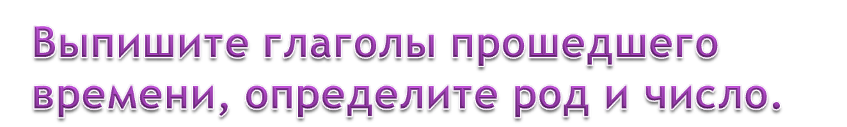 Выпишите глаголы прошедшего
времени, определите род и число.